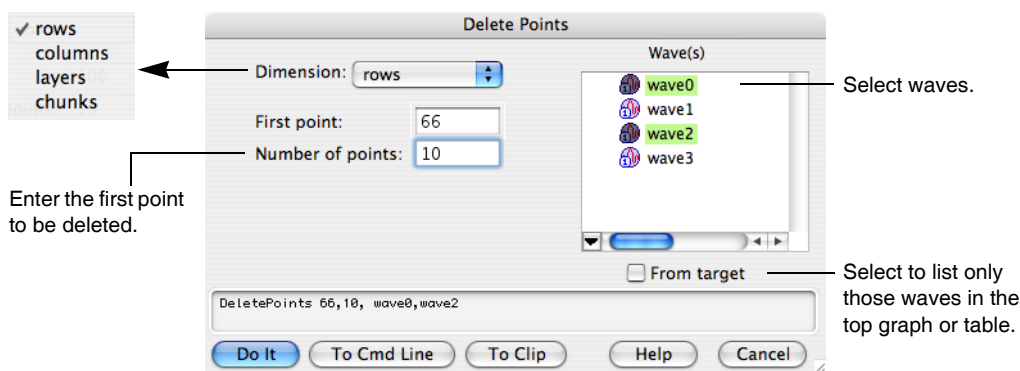 Delete Points
✓ rows
columns
layers
chunks
Dimension: rows
First point: 66
Number of points: 10
Enter the first point
to be deleted.
Wave(s)
wave0
wave1
wave2
wave3
Select waves.
From target
Select to list only
those waves in the
top graph or table.
DeletePoints 66,10, wave0,wave2
Do It
To Cmd Line
To Clip
Help
Cancel